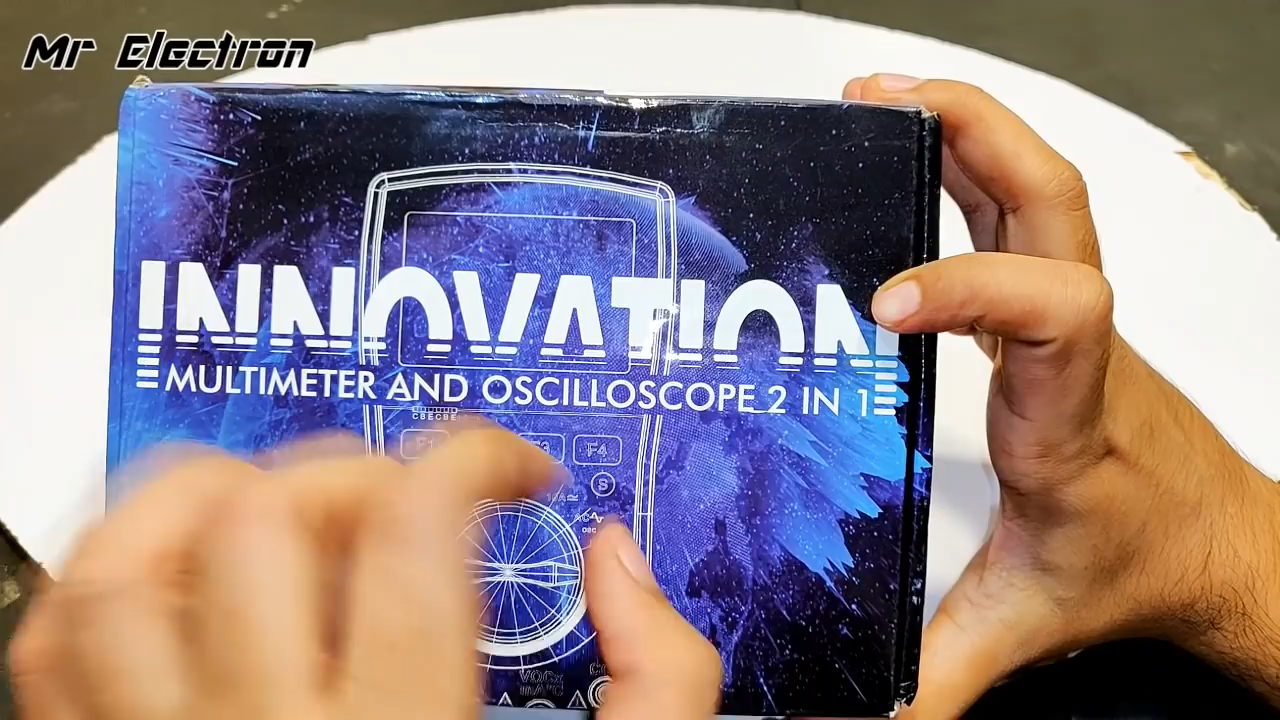 Mr Electron
INNOVATION
MULTIMETER AND OSCILLOSCOPE 2 IN 1
F4
S